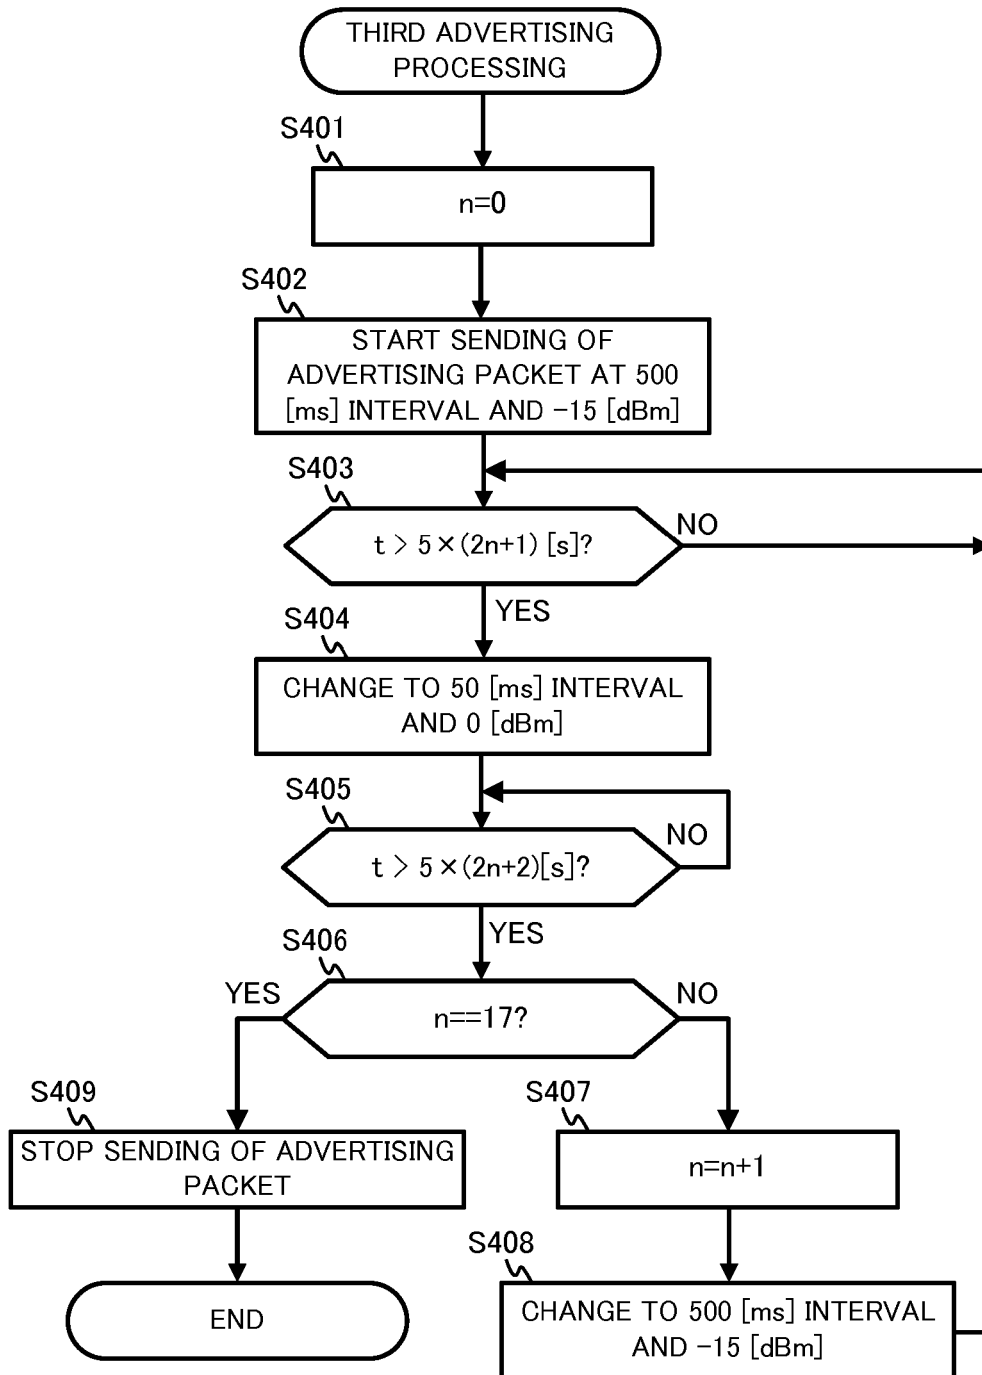 THIRD ADVERTISING
PROCESSING
S401
n=0
S402
START SENDING OF
ADVERTISING PACKET AT 500
[ms] INTERVAL AND -15 [dBm]
S403
t > 5×(2n+1) [s]?
NO
YES
S404
CHANGE TO 50 [ms] INTERVAL
AND 0 [dBm]
S405
t > 5×(2n+2)[s]?
NO
YES
S406
n==17?
YES
NO
S409
STOP SENDING OF ADVERTISING
PACKET
S407
n=n+1
END
S408
CHANGE TO 500 [ms] INTERVAL
AND -15 [dBm]